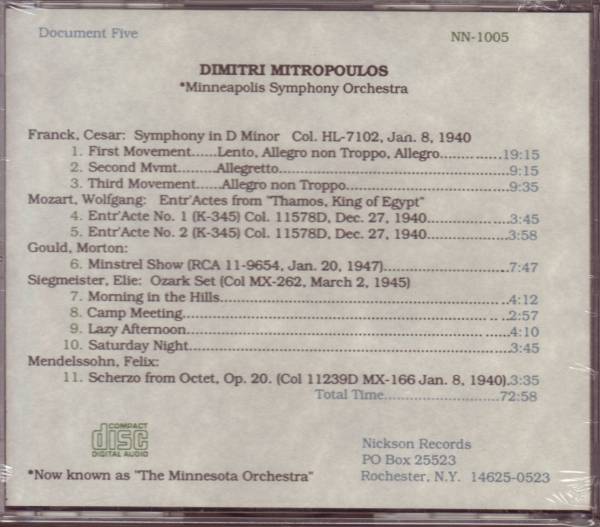 Document Five
NN-1005
DIMITRI MITROPOULOS
*Minneapolis Symphony Orchestra
Franck, Cesar: Symphony in D Minor Col. HL-7102, Jan. 8, 1940
1. First Movement......Lento, Allegro non Troppo, Allegro............19:15
2. Second Mvmt.......Allegretto............9:15
3. Third Movement......Allegro non Troppo............9:35
Mozart, Wolfgang: Entr'Actes from "Thamos, King of Egypt"
4. Entr'Acte No. 1 (K-345) Col. 11578D, Dec. 27, 1940............3:45
5. Entr'Acte No. 2 (K-345) Col. 11578D, Dec. 27, 1940............3:58
Gould, Morton:
6. Minstrel Show (RCA 11-9654, Jan. 20, 1947)............7:47
Siegmeister, Elie: Ozark Set (Col MX-262, March 2, 1945)
7. Morning in the Hills............4:12
8. Camp Meeting............2:57
9. Lazy Afternoon............4:10
10. Saturday Night............3:45
Mendelssohn, Felix:
11. Scherzo from Octet, Op. 20. (Col 11239D MX-166 Jan. 8, 1940).3:35
Total Time............72:58
COMPACT
disc
DIGITAL AUDIO
Nickson Records
PO Box 25523
Rochester, N.Y. 14625-0523
*Now known as "The Minnesota Orchestra"